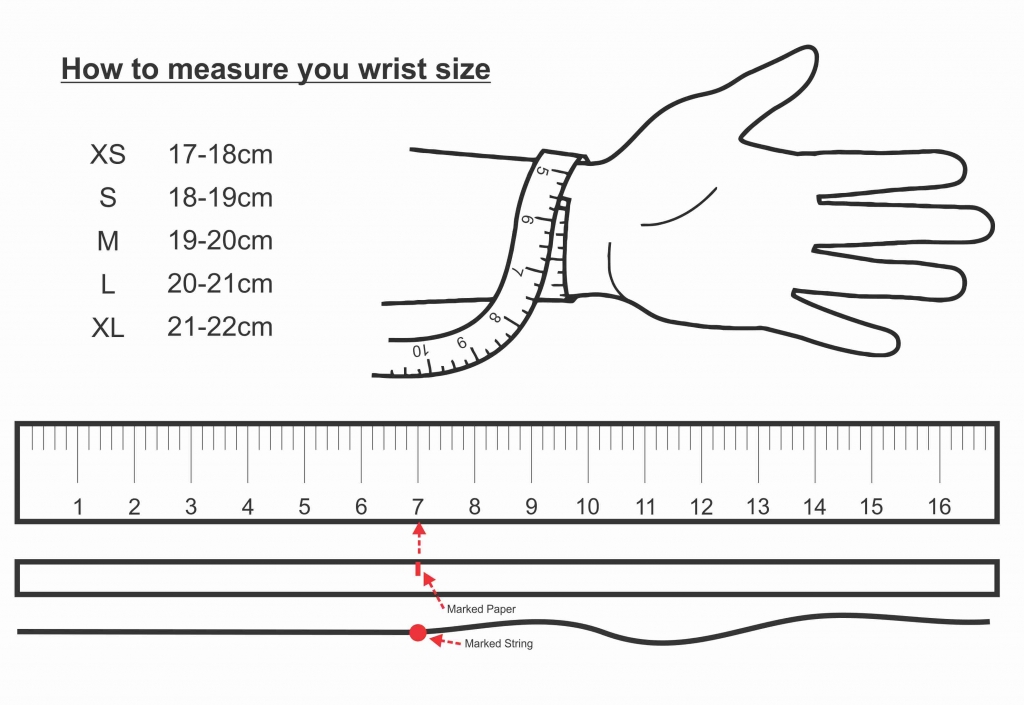 How to measure you wrist size
XS 17-18cm
S 18-19cm
M 19-20cm
L 20-21cm
XL 21-22cm
5
6
7
8
9
10
1 2 3 4 5 6 7 8 9 10 11 12 13 14 15 16
Marked Paper
Marked String